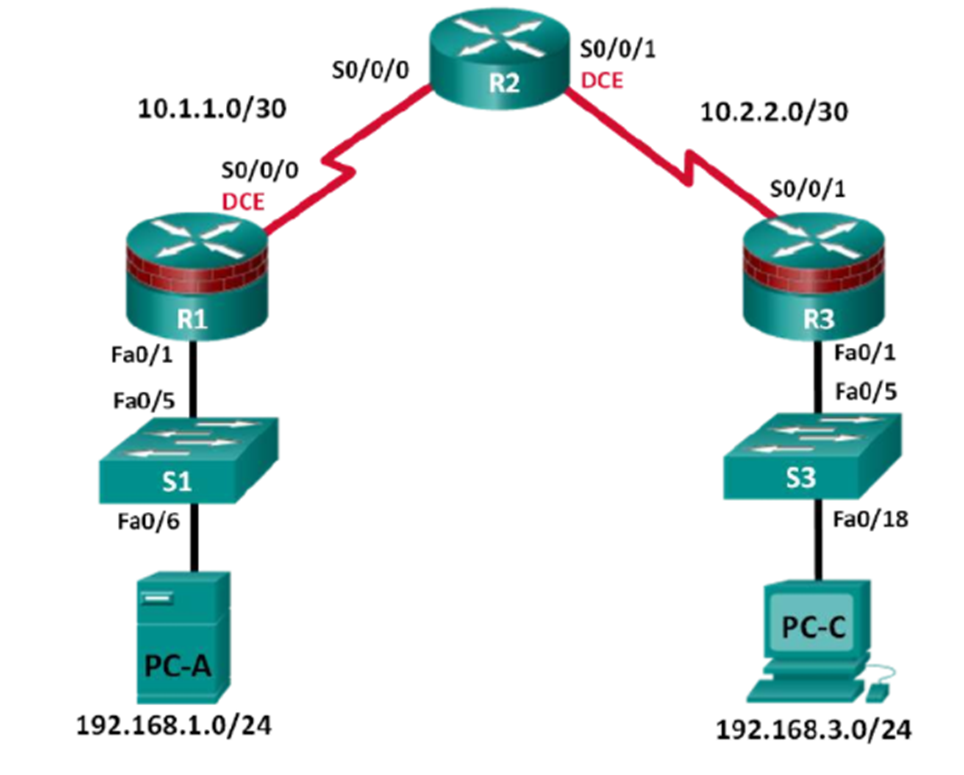 R2
S0/0/0
S0/0/1
DCE
10.1.1.0/30
10.2.2.0/30
S0/0/0
DCE
S0/0/1
R1
R3
Fa0/1
Fa0/1
Fa0/5
Fa0/5
S1
S3
Fa0/6
Fa0/18
PC-A
PC-C
192.168.1.0/24
192.168.3.0/24